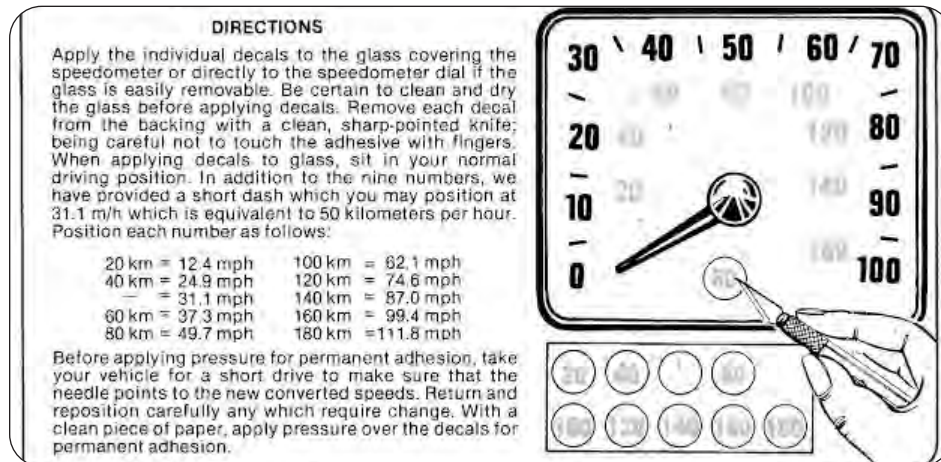 DIRECTIONS
Apply the individual decals to the glass covering the
speedometer or directly to the speedometer dial if the
glass is easily removable. Be certain to clean and dry
the glass before applying decals. Remove each decal
from the backing with a clean, sharp-pointed knife;
being careful not to touch the adhesive with fingers.
When applying decals to glass, sit in your normal
driving position. In addition to the nine numbers, we
have provided a short dash which you may position at
31.1 m/h which is equivalent to 50 kilometers per hour.
Position each number as follows:
20 km = 12.4 mph 100 km = 62.1 mph
40 km = 24.9 mph 120 km = 74.6 mph
— = 31.1 mph 140 km = 87.0 mph
60 km = 37.3 mph 160 km = 99.4 mph
80 km = 49.7 mph 180 km =111.8 mph
Before applying pressure for permanent adhesion, take
your vehicle for a short drive to make sure that the
needle points to the new converted speeds. Return and
reposition carefully any which require change. With a
clean piece of paper, apply pressure over the decals for
permanent adhesion.
30 40 50 60 70
100
20 40 120 80
10 20 140 90
0 160 100
80
20 40 80
120 140 160 180